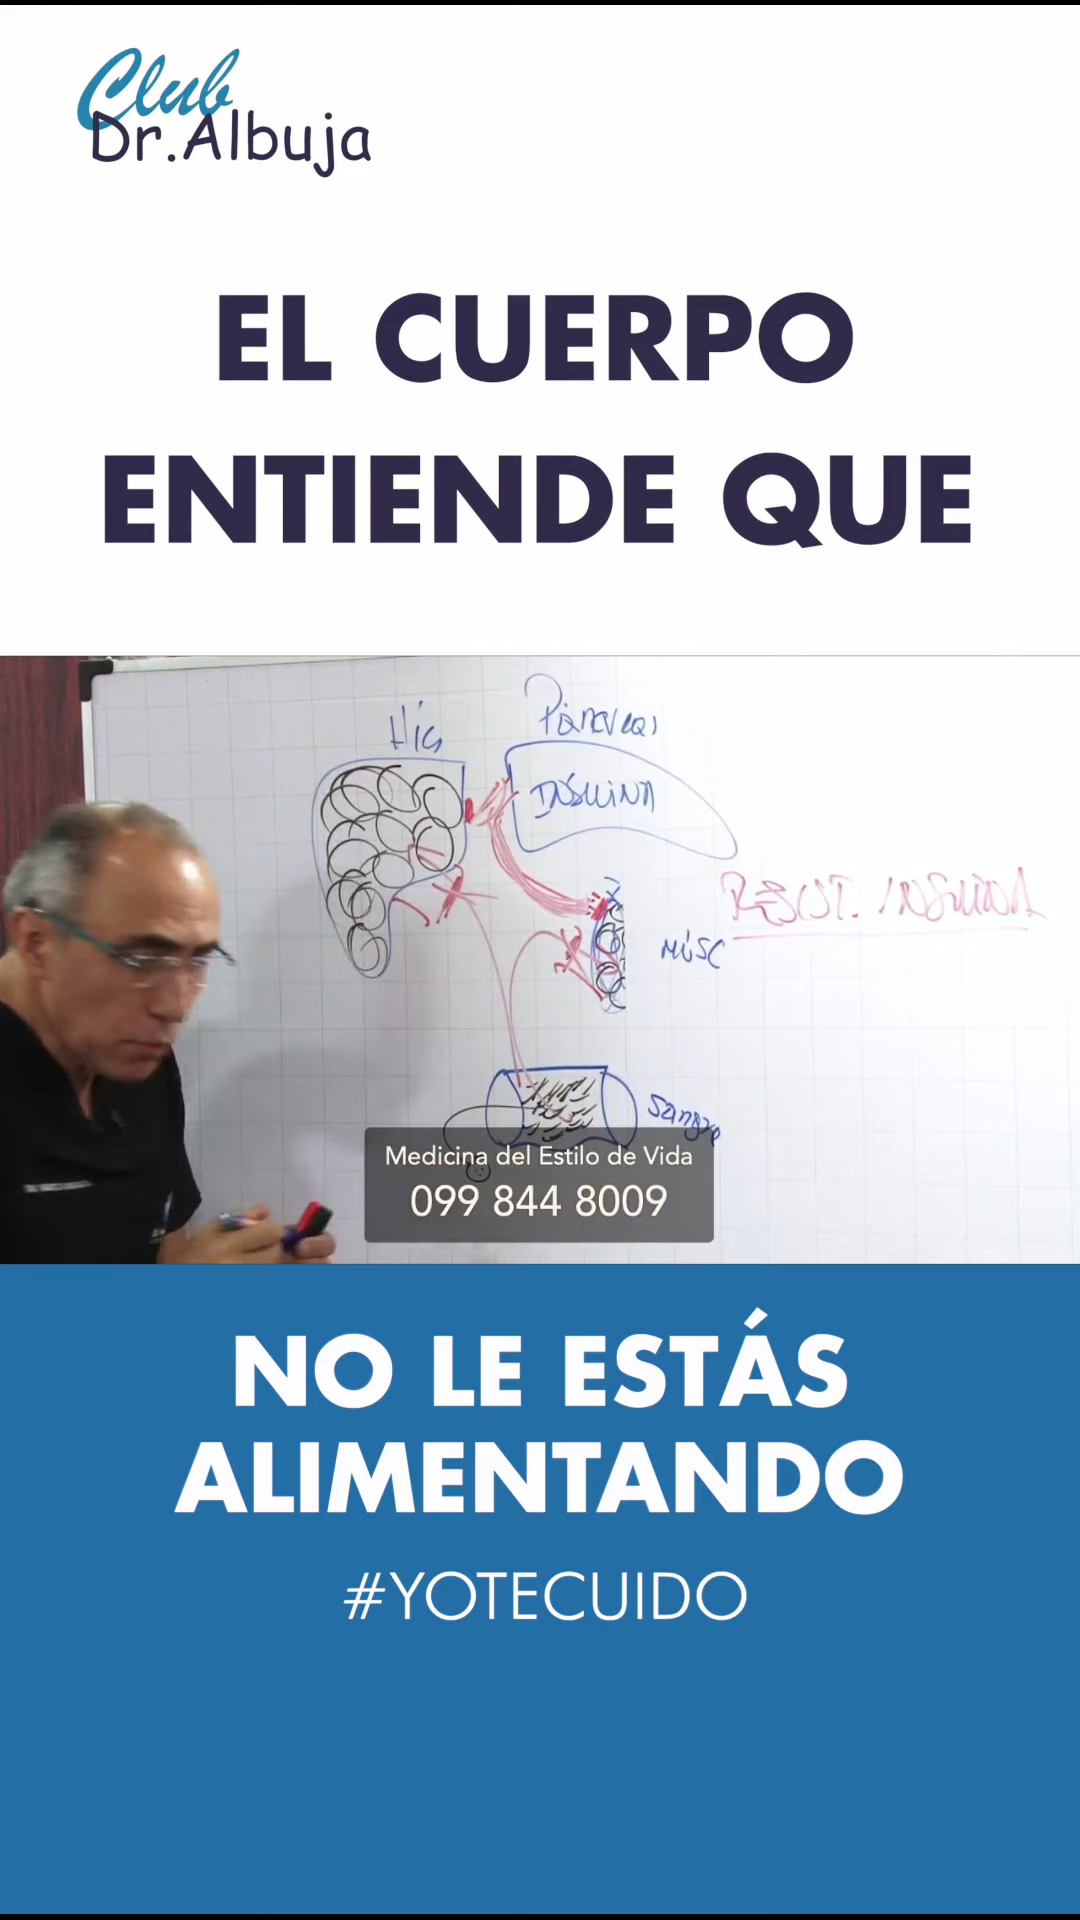 Club
Dr.Albuja
EL CUERPO
ENTIENDE QUE
Híg
Páncreas
INSULINA
RESIST. INSULINA
MÚSC
Sangre
Medicina del Estilo de Vida
099 844 8009
NO LE ESTÁS
ALIMENTANDO
#YOTECUIDO